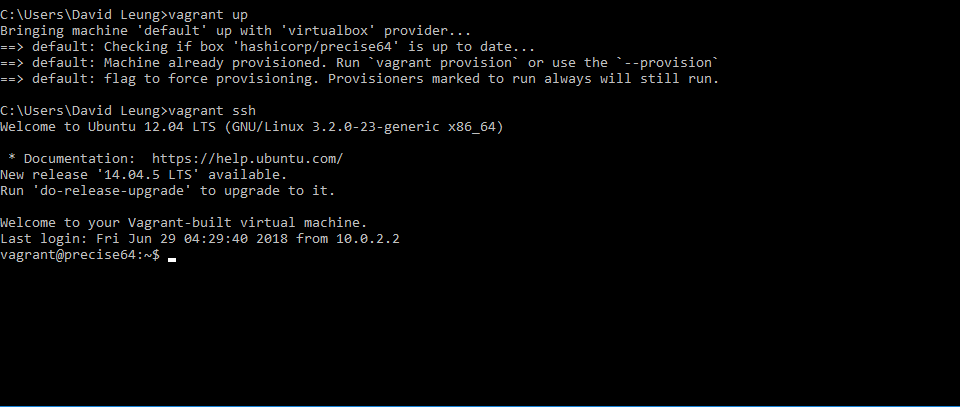 C:\Users\David Leung>vagrant up
Bringing machine 'default' up with 'virtualbox' provider...
==> default: Checking if box 'hashicorp/precise64' is up to date...
==> default: Machine already provisioned. Run `vagrant provision` or use the `--provision`
==> default: flag to force provisioning. Provisioners marked to run always will still run.
C:\Users\David Leung>vagrant ssh
Welcome to Ubuntu 12.04 LTS (GNU/Linux 3.2.0-23-generic x86_64)
* Documentation:  https://help.ubuntu.com/
New release '14.04.5 LTS' available.
Run 'do-release-upgrade' to upgrade to it.
Welcome to your Vagrant-built virtual machine.
Last login: Fri Jun 29 04:29:40 2018 from 10.0.2.2
vagrant@precise64:~$